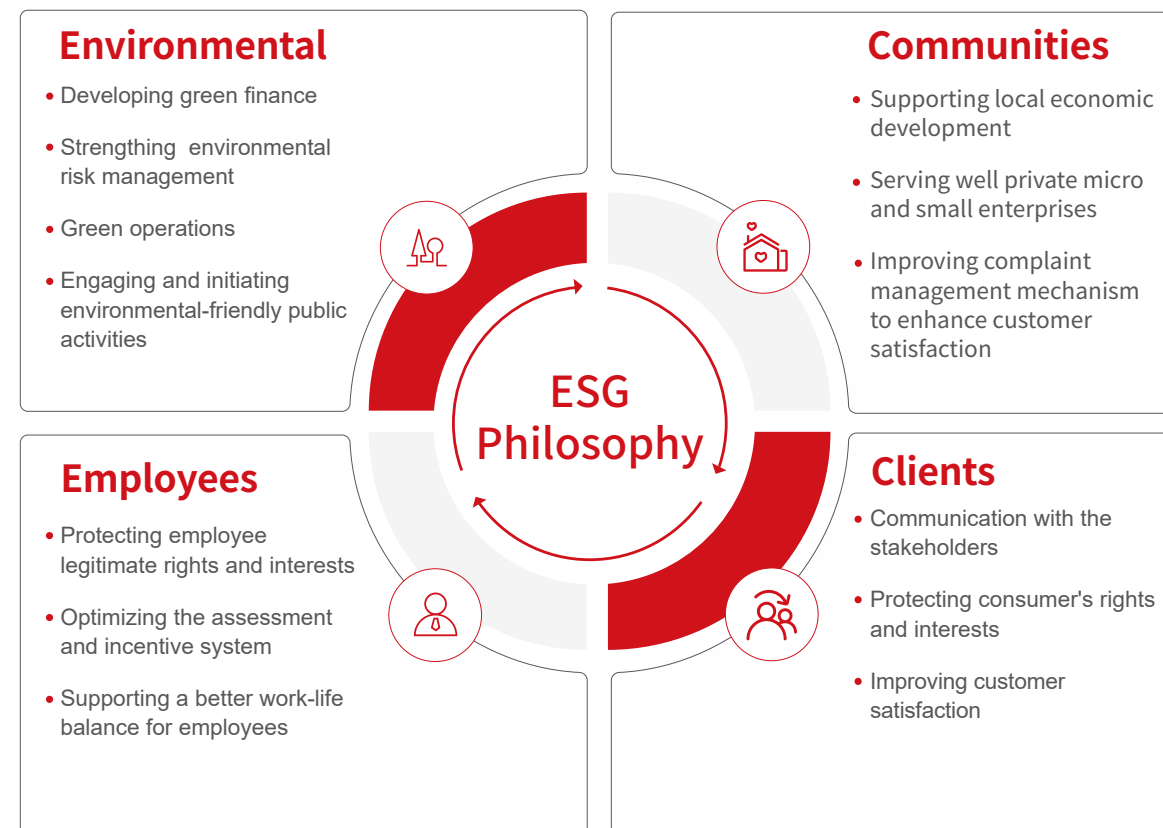 Environmental
• Developing green finance
• Strengthing  environmental
risk management
• Green operations
• Engaging and initiating
environmental-friendly public
activities
Communities
• Supporting local economic
development
• Serving well private micro
and small enterprises
• Improving complaint
management mechanism
to enhance customer
satisfaction
ESG
Philosophy
Employees
• Protecting employee
legitimate rights and interests
• Optimizing the assessment
and incentive system
• Supporting a better work-life
balance for employees
Clients
• Communication with the
stakeholders
• Protecting consumer's rights
and interests
• Improving customer
satisfaction